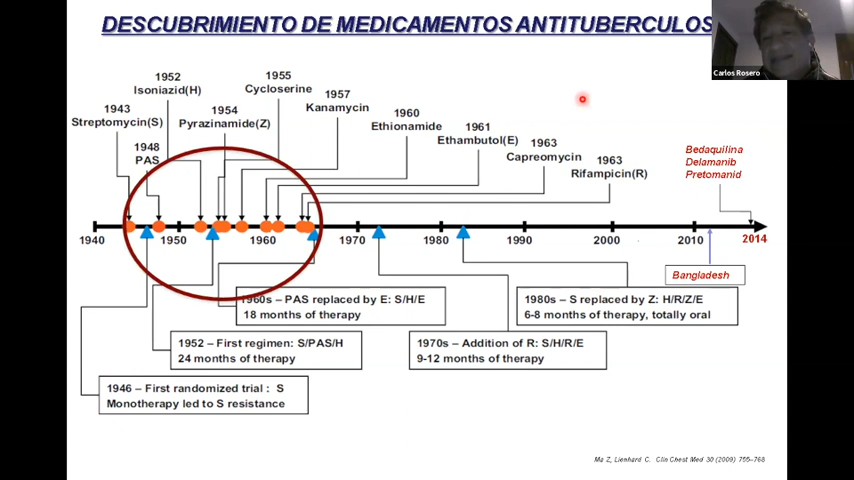 DESCUBRIMIENTO DE MEDICAMENTOS ANTITUBERCULOS
Carlos Rosero
1943
Streptomycin(S)
1948
PAS
1952
Isoniazid(H)
1954
Pyrazinamide(Z)
1955
Cycloserine
1957
Kanamycin
1960
Ethionamide
1961
Ethambutol(E)
1963
Capreomycin
1963
Rifampicin(R)
Bedaquilina
Delamanib
Pretomanid
1940
1950
1960
1970
1980
1990
2000
2010
2014
Bangladesh
1960s – PAS replaced by E: S/H/E
18 months of therapy
1980s – S replaced by Z: H/R/Z/E
6-8 months of therapy, totally oral
1952 – First regimen: S/PAS/H
24 months of therapy
1970s – Addition of R: S/H/R/E
9-12 months of therapy
1946 – First randomized trial : S
Monotherapy led to S resistance
Ma Z, Lienhard C. Clin Chest Med 30 (2009) 755–768